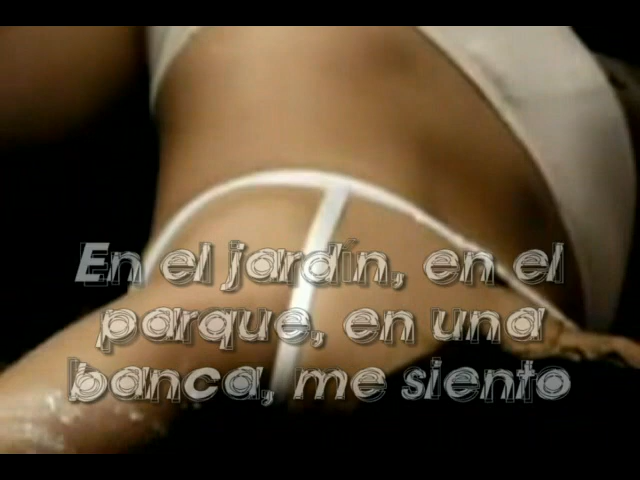 En el jardín, en el
parque, en una
banca, me siento